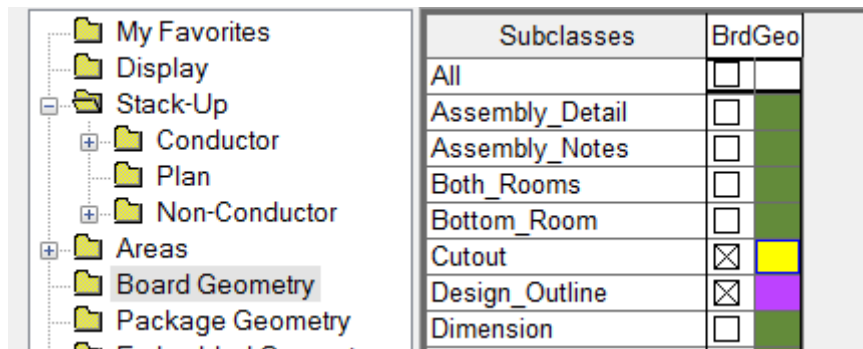 My Favorites
Display
Stack-Up
Conductor
Plan
Non-Conductor
Areas
Board Geometry
Package Geometry
Subclasses BrdGeo
All
Assembly_Detail
Assembly_Notes
Both_Rooms
Bottom_Room
Cutout
Design_Outline
Dimension